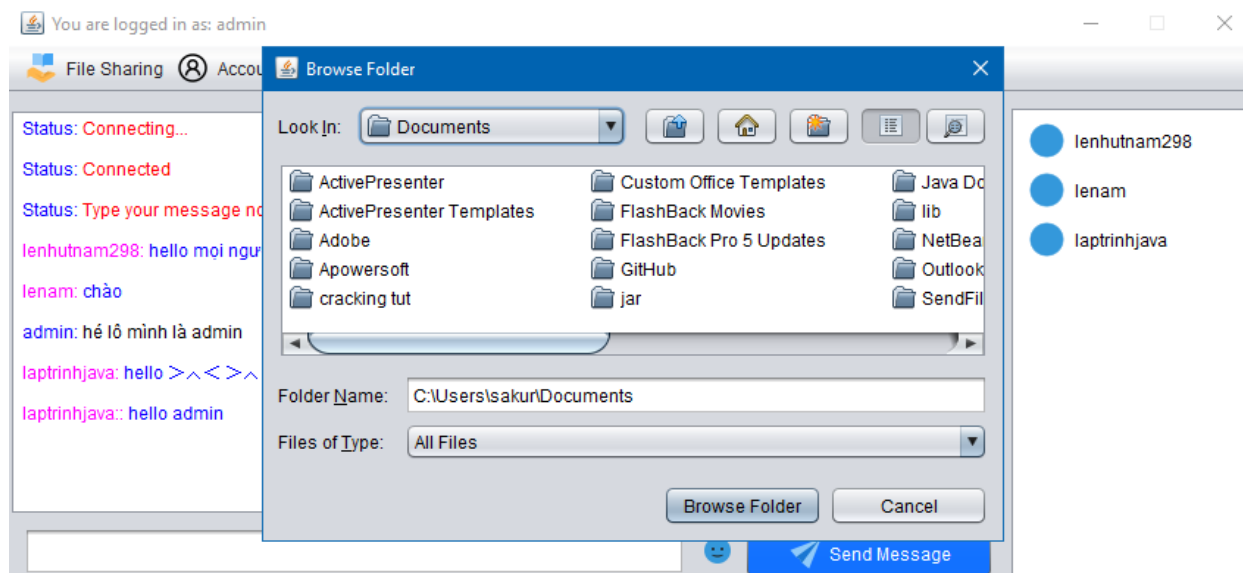 You are logged in as: admin
File Sharing Accou
Browse Folder
Look In: Documents
ActivePresenter
ActivePresenter Templates
Adobe
Apowersoft
cracking tut
Custom Office Templates
FlashBack Movies
FlashBack Pro 5 Updates
GitHub
jar
Java Do
lib
NetBea
Outlook
SendFil
Folder Name: C:\Users\sakur\Documents
Files of Type: All Files
Browse Folder Cancel
Status: Connecting...
Status: Connected
Status: Type your message no
lenhutnam298: hello mọi ngư
lenam: chào
admin: hé lô mình là admin
laptrinhjava: hello >^< >^
laptrinhjava:: hello admin
lenhutnam298
lenam
laptrinhjava
Send Message